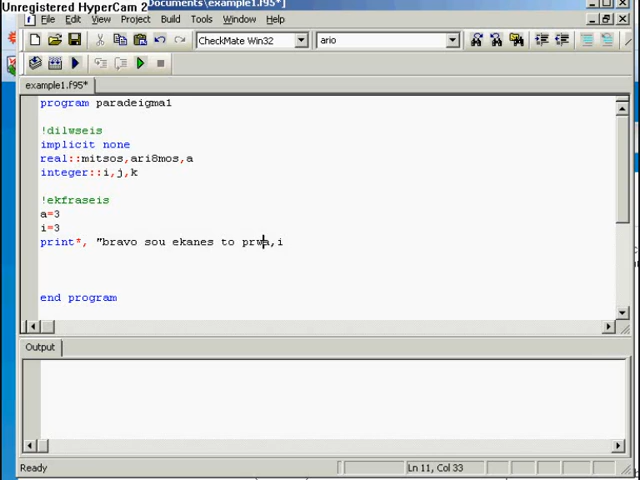 Unregistered HyperCam 2
Documents\example1.f95*]
File Edit View Project Build Tools Window Help
CheckMate Win32 ario
example1.f95*
program paradeigma1
!dilwseis
implicit none
real::mitsos,ari8mos,a
integer::i,j,k
!ekfraseis
a=3
i=3
print*, "bravo sou ekanes to prwa,i
end program
Output
Ready Ln 11, Col 33